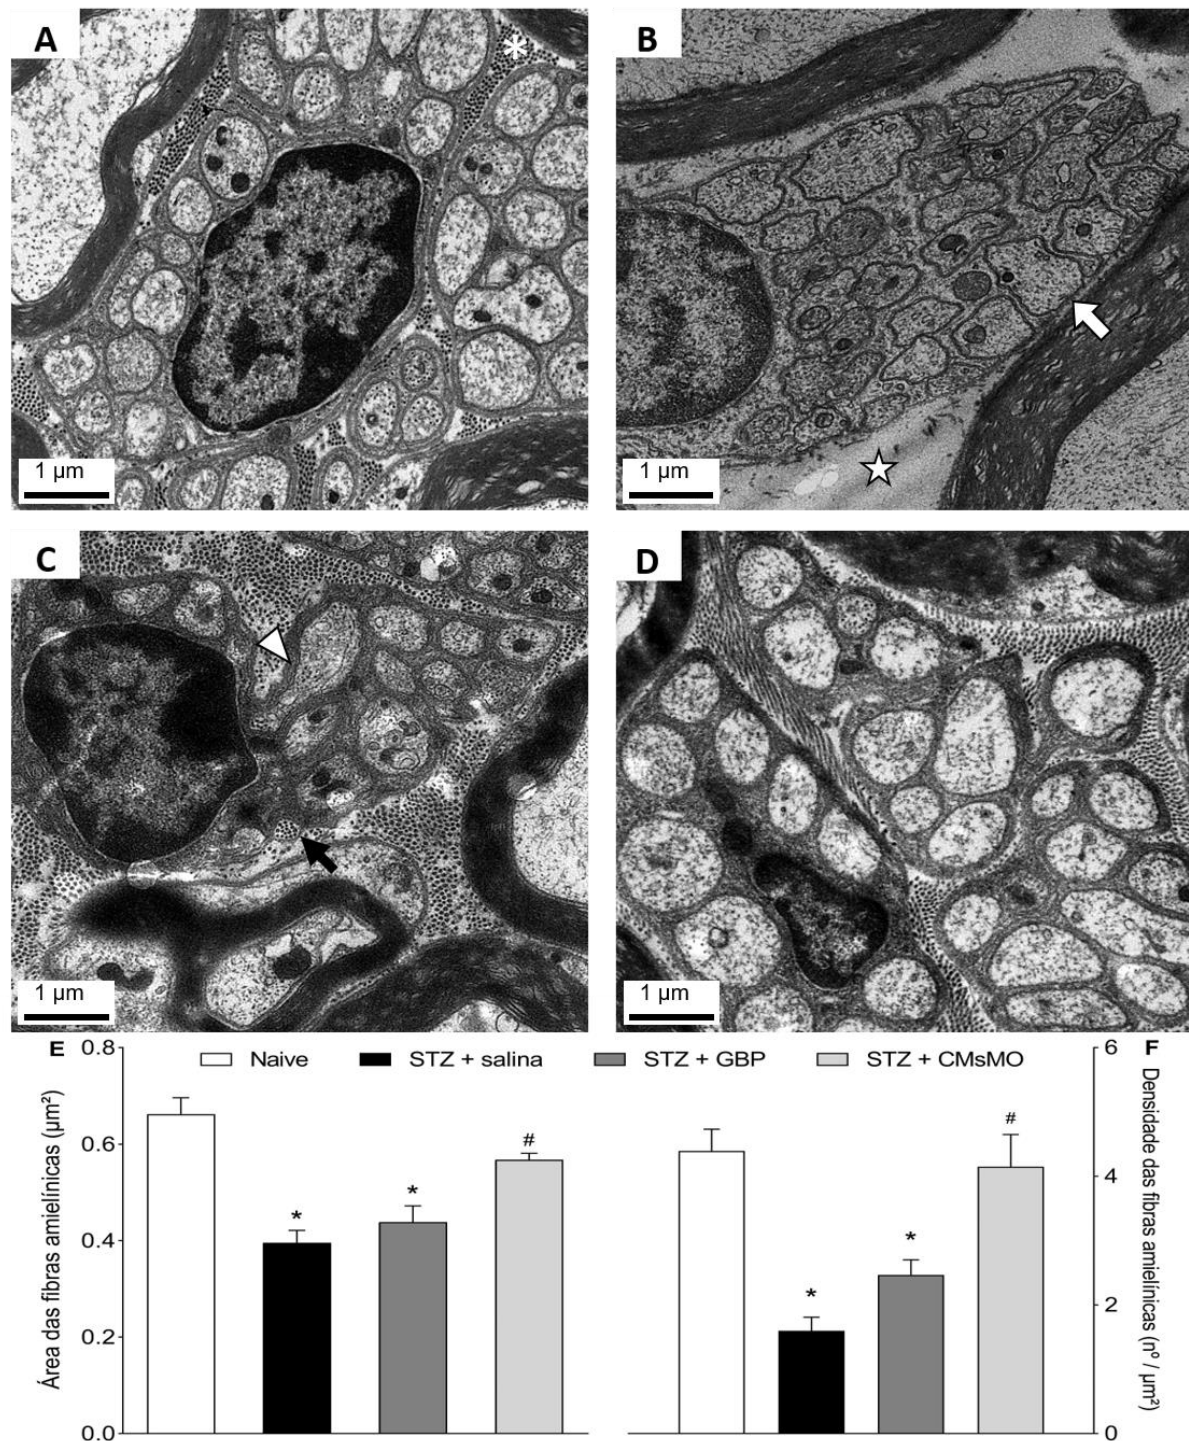 A
*
B
1 µm
1 µm
C
D
1 µm
1 µm
E
0.8
Naive
STZ + salina
STZ + GBP
STZ + CMsMO
6
F
Área das fibras amielínicas (µm²)
0.6
0.4
0.2
0.0
*
*
#
*
*
#
4
2
0
Densidade das fibras amielínicas (nº / µm²)